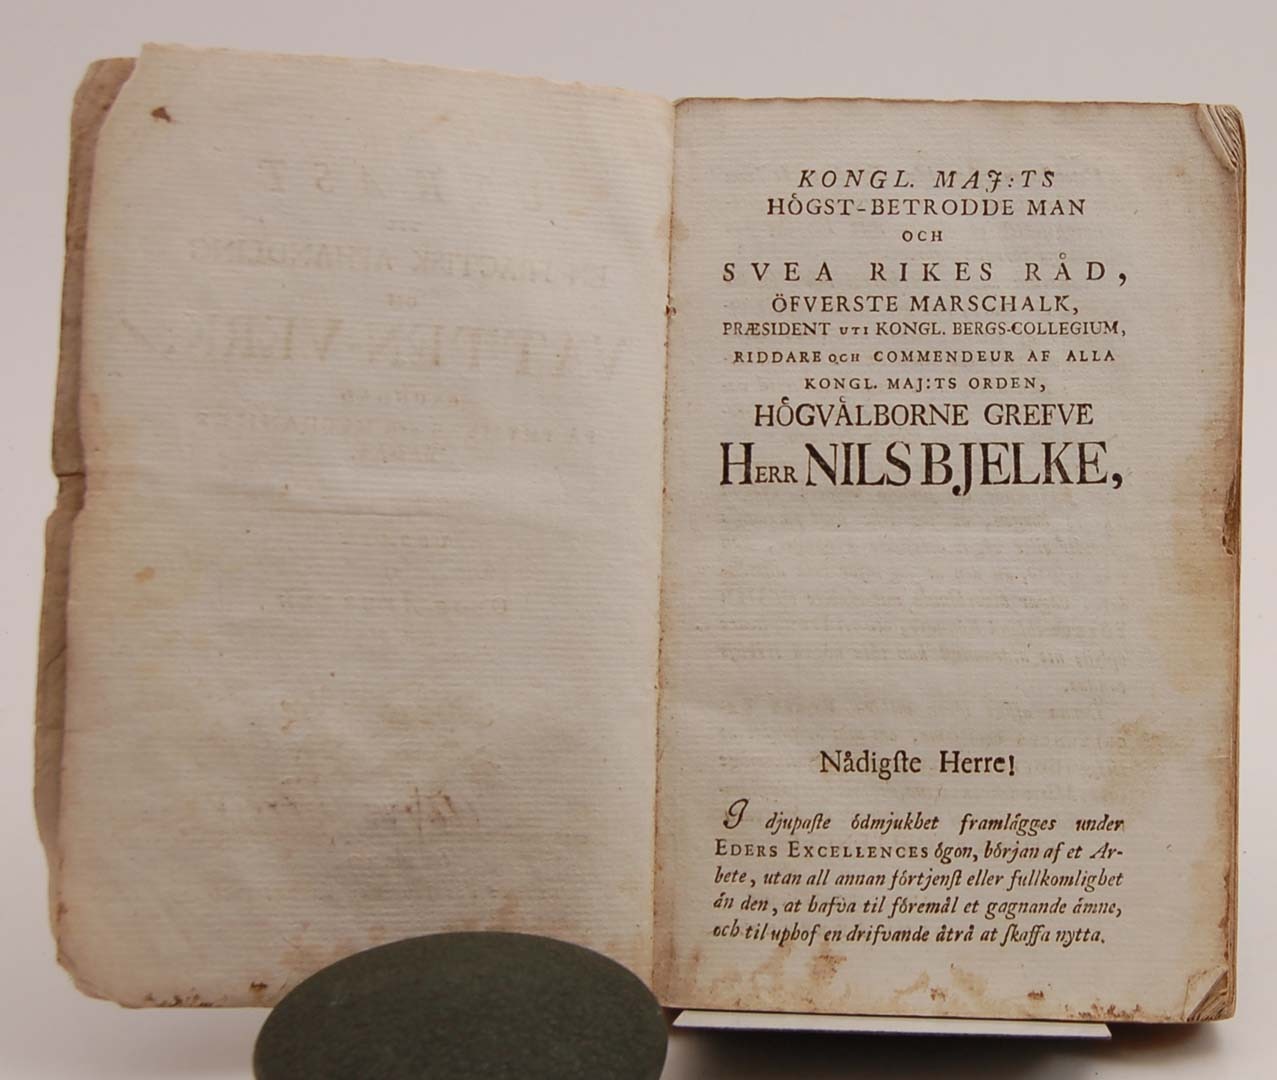 KONGL. MAJ:TS
HÖGST-BETRODDE MAN
OCH
SVEA RIKES RÅD,
ÖFVERSTE MARSCHALK,
PRÆSIDENT UTI KONGL. BERGS-COLLEGIUM,
RIDDARE OCH COMMENDEUR AF ALLA
KONGL. MAJ:TS ORDEN,
HÖGVÄLBORNE GREFVE
HERR NILS BJELKE,
Nådigſte Herre!
I djupaſte ödmjukhet framlägges under
EDERS EXCELLENCES ögon, början af et Ar-
bete, utan all annan förtjenſt eller fullkomlighet
än den, at hafva til föremål et gagnande ämne,
och til uphof en drifvande åtrå at ſkaffa nytta.